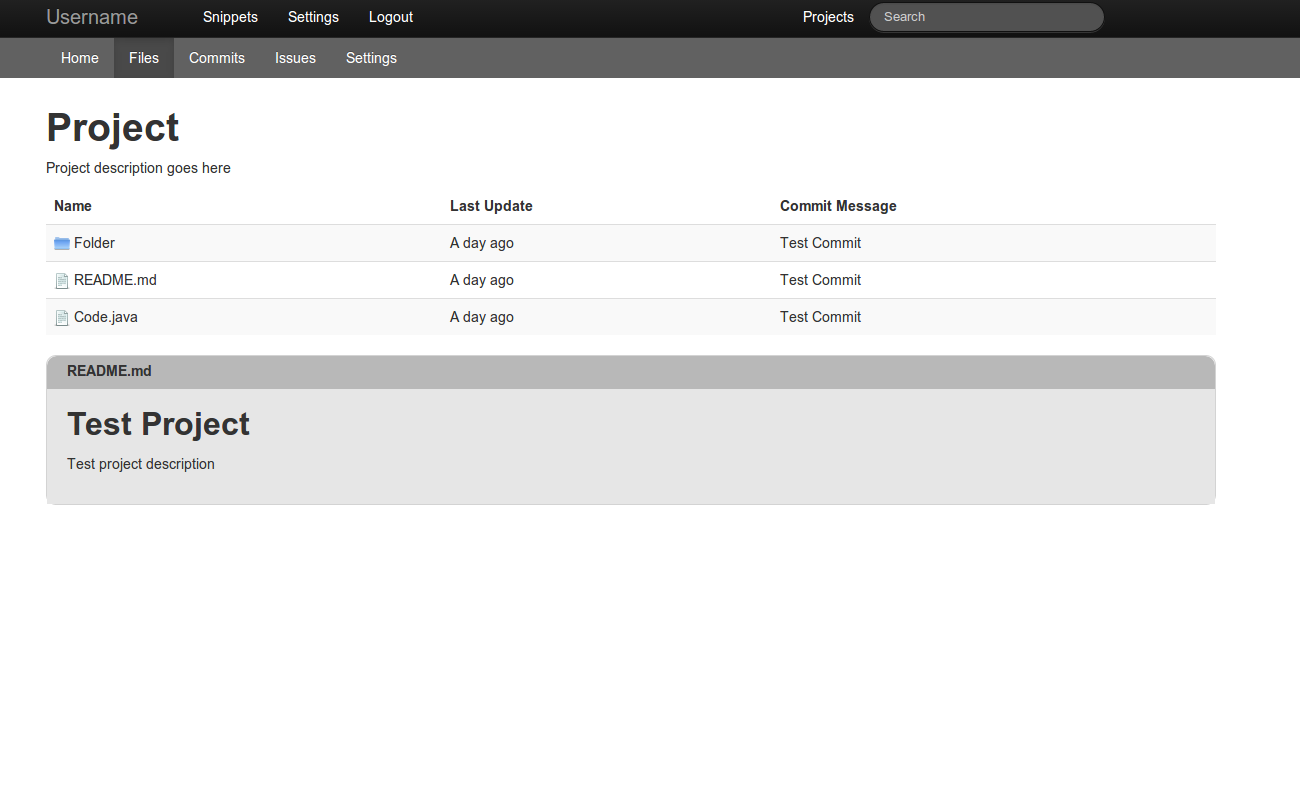 Username Snippets Settings Logout Projects Search
Home Files Commits Issues Settings
Project
Project description goes here
Name Last Update Commit Message
Folder A day ago Test Commit
README.md A day ago Test Commit
Code.java A day ago Test Commit
README.md
Test Project
Test project description